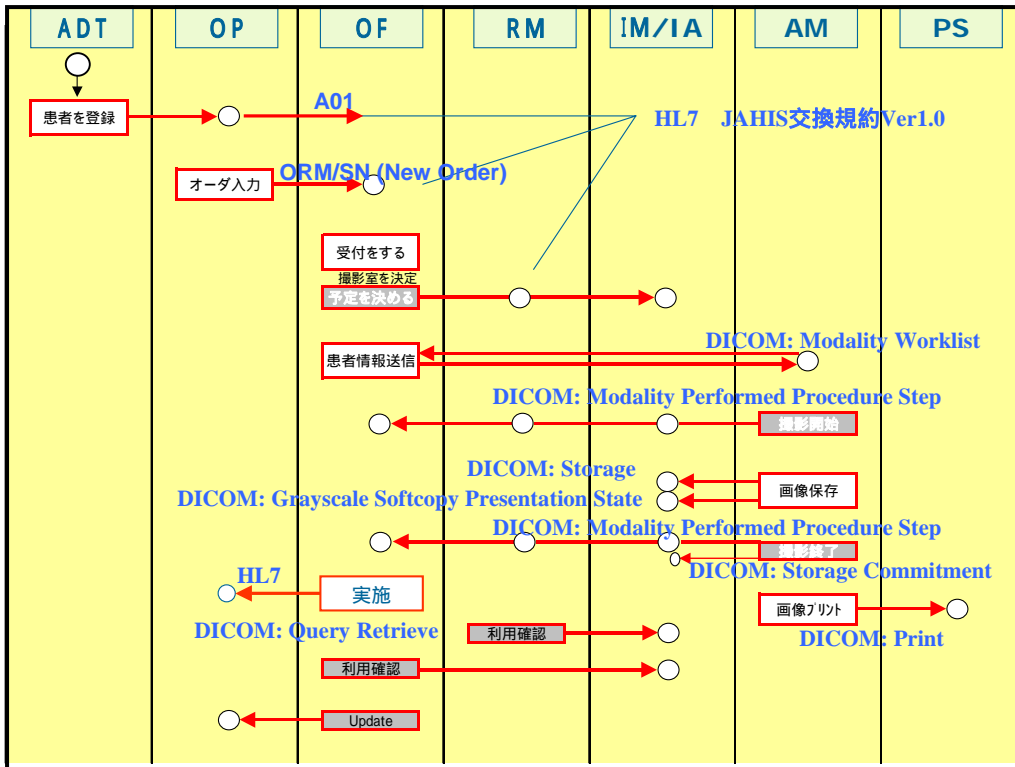 ADT OP OF RM IM/IA AM PS
患者を登録
A01
HL7 JAHIS交換規約Ver1.0
オーダ入力
ORM/SN (New Order)
受付をする
撮影室を決定
予定を決める
DICOM: Modality Worklist
患者情報送信
DICOM: Modality Performed Procedure Step
撮影開始
DICOM: Storage
画像保存
DICOM: Grayscale Softcopy Presentation State
DICOM: Modality Performed Procedure Step
撮影終了
DICOM: Storage Commitment
HL7
実施
画像プリント
DICOM: Query Retrieve
利用確認
DICOM: Print
利用確認
Update